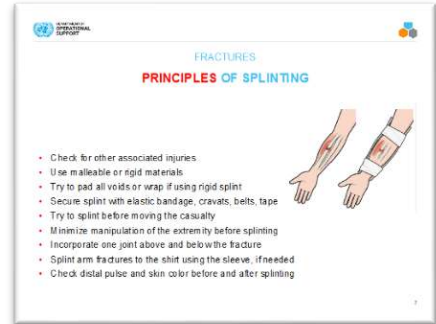 DEPARTMENT OF
OPERATIONAL
SUPPORT
FRACTURES
PRINCIPLES OF SPLINTING
• Check for other associated injuries
• Use malleable or rigid materials
• Try to pad all voids or wrap if using rigid splint
• Secure splint with elastic bandage, cravats, belts, tape
• Try to splint before moving the casualty
• Minimize manipulation of the extremity before splinting
• Incorporate one joint above and below the fracture
• Splint arm fractures to the shirt using the sleeve, if needed
• Check distal pulse and skin color before and after splinting